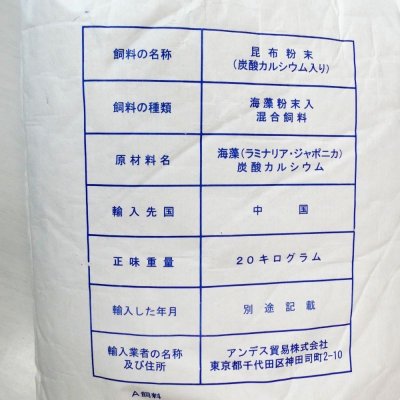 飼料の名称 昆布粉末
(炭酸カルシウム入り)
飼料の種類 海藻粉末入
混合飼料
原材料名 海藻(ラミナリア・ジャポニカ)
炭酸カルシウム
輸入先国 中国
正味重量 20キログラム
輸入した年月 別途記載
輸入業者の名称 アンデス貿易株式会社
及び住所 東京都千代田区神田司町2-10
A飼料